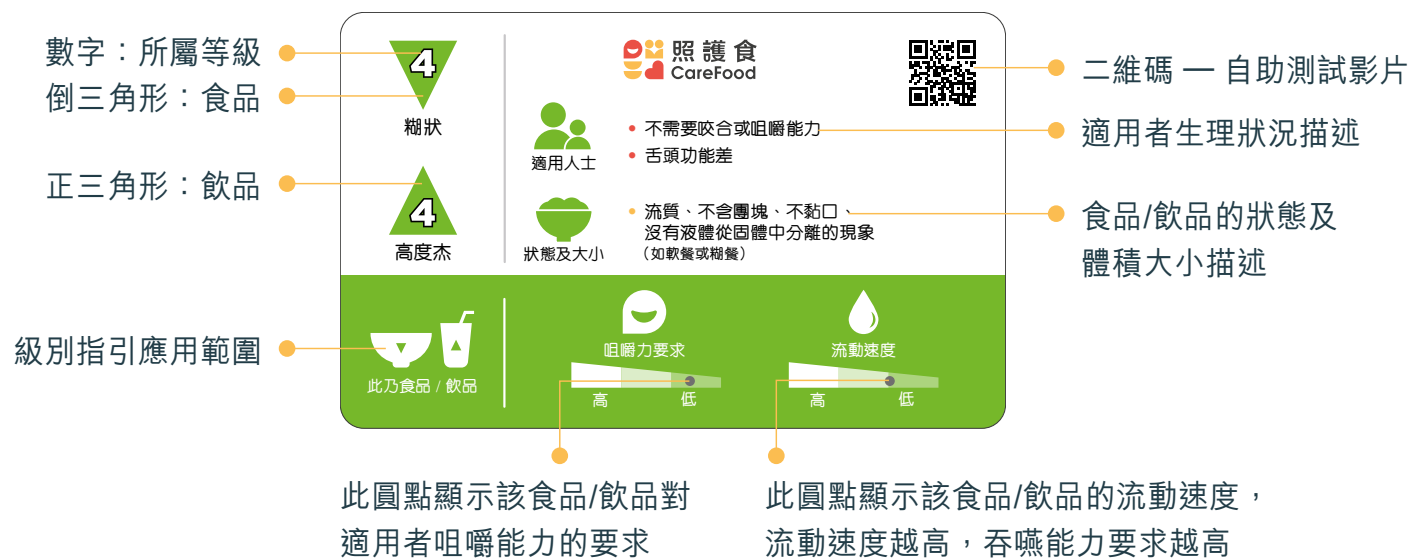 數字：所屬等級
倒三角形：食品
正三角形：飲品
級別指引應用範圍
4
糊狀
4
高度杰
照護食
CareFood
適用人士
• 不需要咬合或咀嚼能力
• 舌頭功能差
狀態及大小
• 流質、不含團塊、不黏口、
沒有液體從固體中分離的現象
（如軟餐或糊餐）
此乃食品 / 飲品
咀嚼力要求
高
低
流動速度
高
低
二維碼 — 自助測試影片
適用者生理狀況描述
食品/飲品的狀態及
體積大小描述
此圓點顯示該食品/飲品對
適用者咀嚼能力的要求
此圓點顯示該食品/飲品的流動速度，
流動速度越高，吞嚥能力要求越高